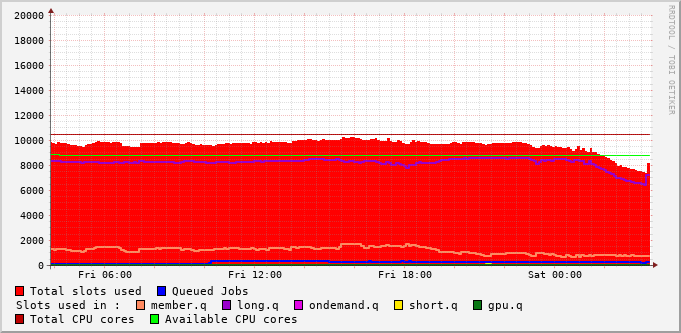 20000
18000
16000
14000
12000
10000
8000
6000
4000
2000
0
Fri 06:00 Fri 12:00 Fri 18:00 Sat 00:00
Total slots used Queued Jobs
Slots used in : member.q long.q ondemand.q short.q gpu.q
Total CPU cores Available CPU cores
RRDTOOL / TOBI OETIKER